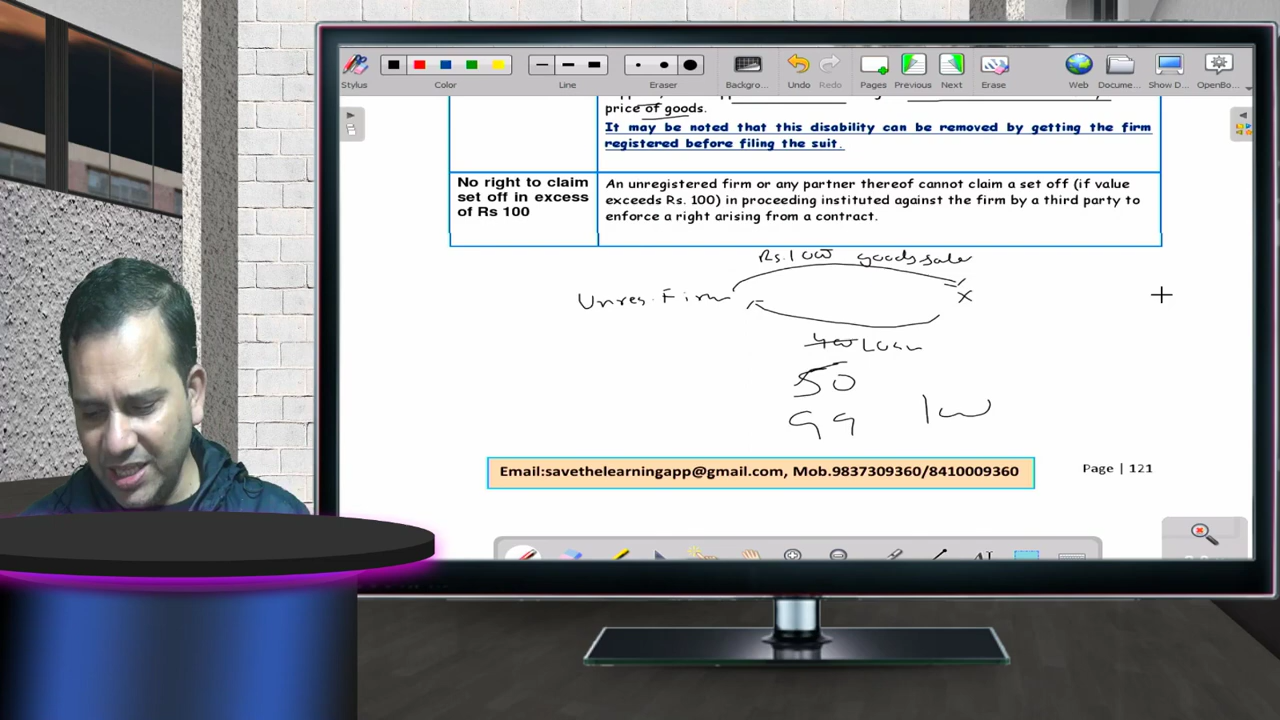 Stylus
Color
Line
Eraser
Backgro...
Undo
Redo
Pages
Previous
Next
Erase
Web
Docume...
Show D...
OpenBo...
price of goods.
It may be noted that this disability can be removed by getting the firm
registered before filing the suit.
No right to claim
set off in excess
of Rs 100
An unregistered firm or any partner thereof cannot claim a set off (if value
exceeds Rs. 100) in proceeding instituted against the firm by a third party to
enforce a right arising from a contract.
goods sale
Unres. Firm
X
Loan
50
99
Email:savethelearningapp@gmail.com, Mob.9837309360/8410009360
Page | 121